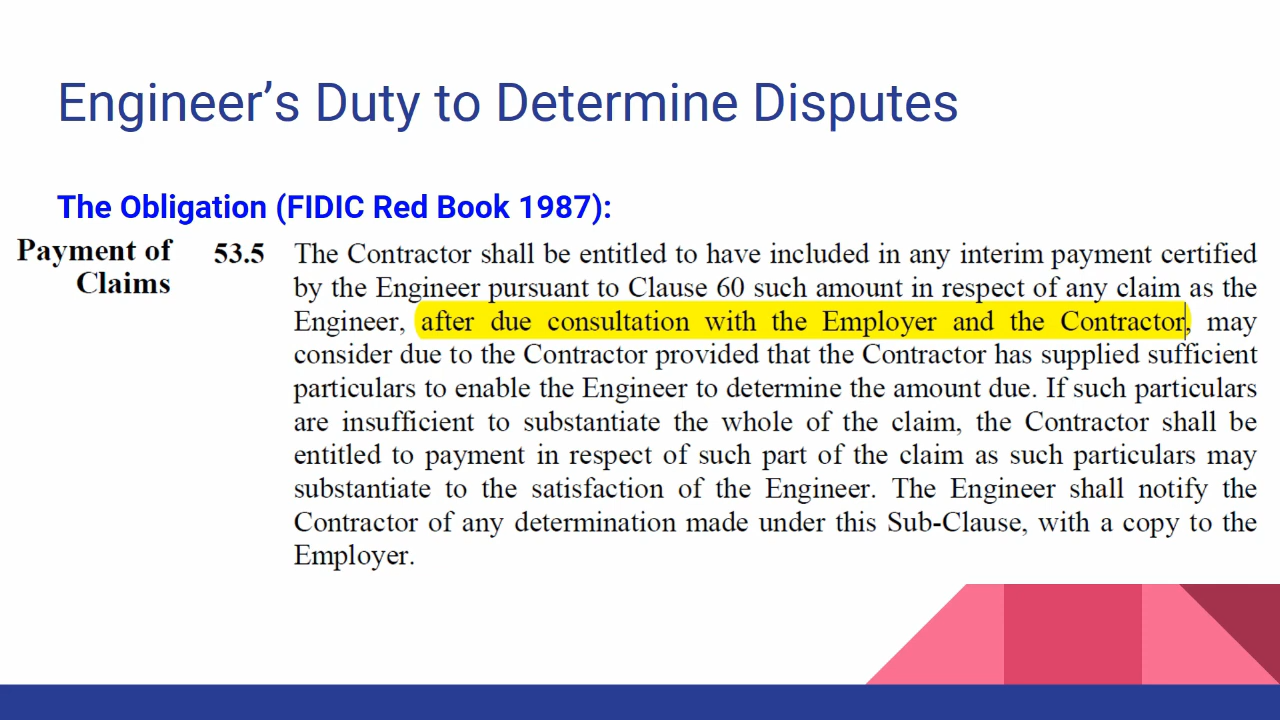 Engineer’s Duty to Determine Disputes
The Obligation (FIDIC Red Book 1987):
Payment of
Claims
53.5
The Contractor shall be entitled to have included in any interim payment certified
by the Engineer pursuant to Clause 60 such amount in respect of any claim as the
Engineer, after due consultation with the Employer and the Contractor, may
consider due to the Contractor provided that the Contractor has supplied sufficient
particulars to enable the Engineer to determine the amount due. If such particulars
are insufficient to substantiate the whole of the claim, the Contractor shall be
entitled to payment in respect of such part of the claim as such particulars may
substantiate to the satisfaction of the Engineer. The Engineer shall notify the
Contractor of any determination made under this Sub-Clause, with a copy to the
Employer.